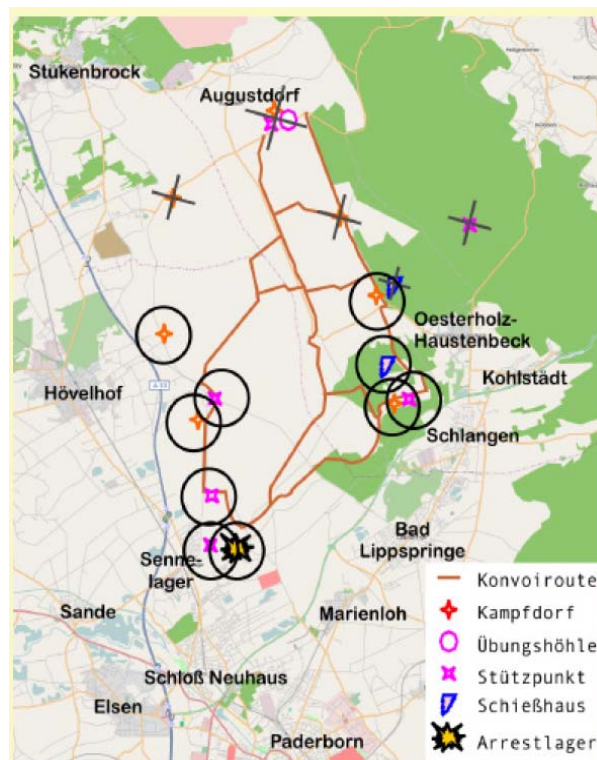 Stukenbrock
Augustdorf
Oesterholz-
Haustenbeck
Kohlstädt
Hövelhof
A 33
Schlangen
Bad
Lippspringe
Senne-
lager
Sande
Marienloh
Schloß Neuhaus
Elsen
Paderborn
Konvoiroute
Kampfdorf
Übungshöhle
Stützpunkt
Schießhaus
Arrestlager